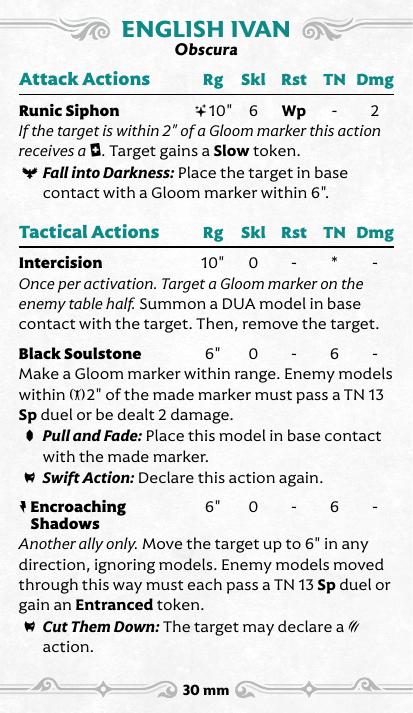 ENGLISH IVAN
Obscura
Attack Actions Rg Skl Rst TN Dmg
Runic Siphon 10" 6 Wp - 2
If the target is within 2" of a Gloom marker this action
receives a . Target gains a Slow token.
Fall into Darkness: Place the target in base
contact with a Gloom marker within 6".
Tactical Actions Rg Skl Rst TN Dmg
Intercision 10" 0 - * -
Once per activation. Target a Gloom marker on the
enemy table half. Summon a DUA model in base
contact with the target. Then, remove the target.
Black Soulstone 6" 0 - 6 -
Make a Gloom marker within range. Enemy models
within 2" of the made marker must pass a TN 13
Sp duel or be dealt 2 damage.
Pull and Fade: Place this model in base contact
with the made marker.
Swift Action: Declare this action again.
Encroaching 6" 0 - 6 -
Shadows
Another ally only. Move the target up to 6" in any
direction, ignoring models. Enemy models moved
through this way must each pass a TN 13 Sp duel or
gain an Entranced token.
Cut Them Down: The target may declare a
action.
30 mm